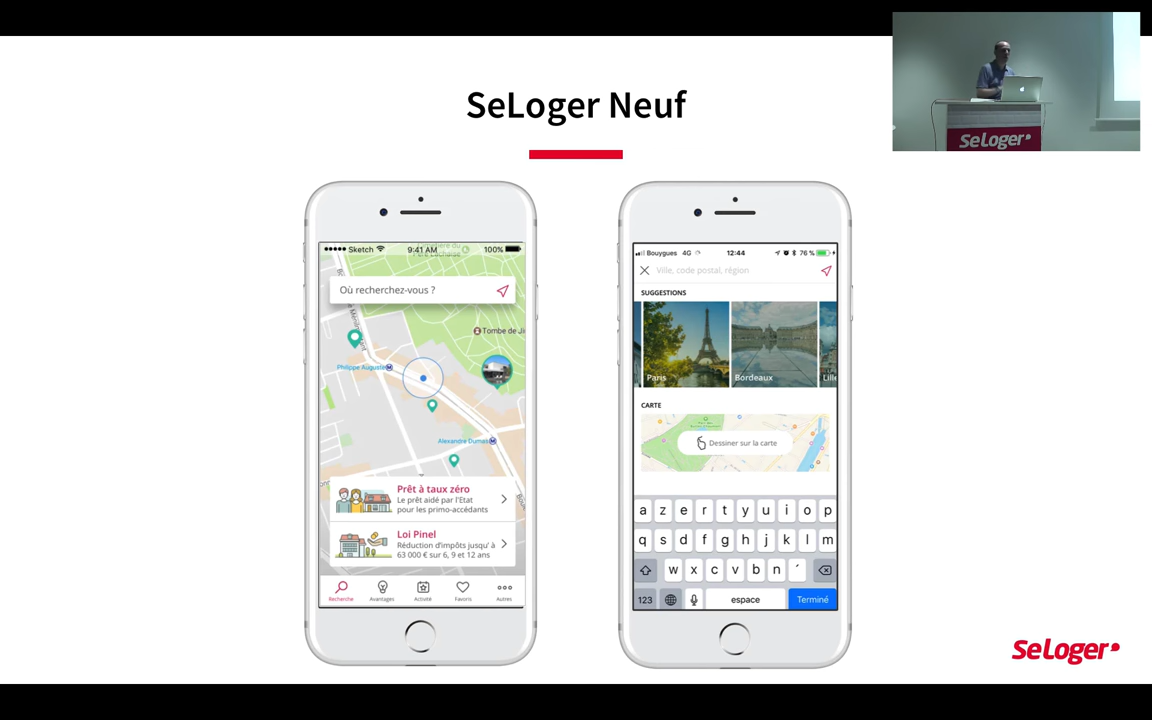 SeLoger Neuf
SeLoger
Sketch 9:41 AM 100%
Où recherchez-vous ?
Tombe de Ji
Philippe Auguste
Alexandre Dumas
Prêt à taux zéro
Le prêt aidé par l'Etat
pour les primo-accédants
Loi Pinel
Réduction d'impôts jusqu'à
63 000 € sur 6, 9 et 12 ans
Recherche Avantages Activité Favoris Autres
Bouygues 4G 12:44 76 %
Ville, code postal, région
SUGGESTIONS
Paris Bordeaux Lille
CARTE
Dessiner sur la carte
a z e r t y u i o p
q s d f g h j k l m
w x c v b n ´
123 espace Terminé
SeLoger